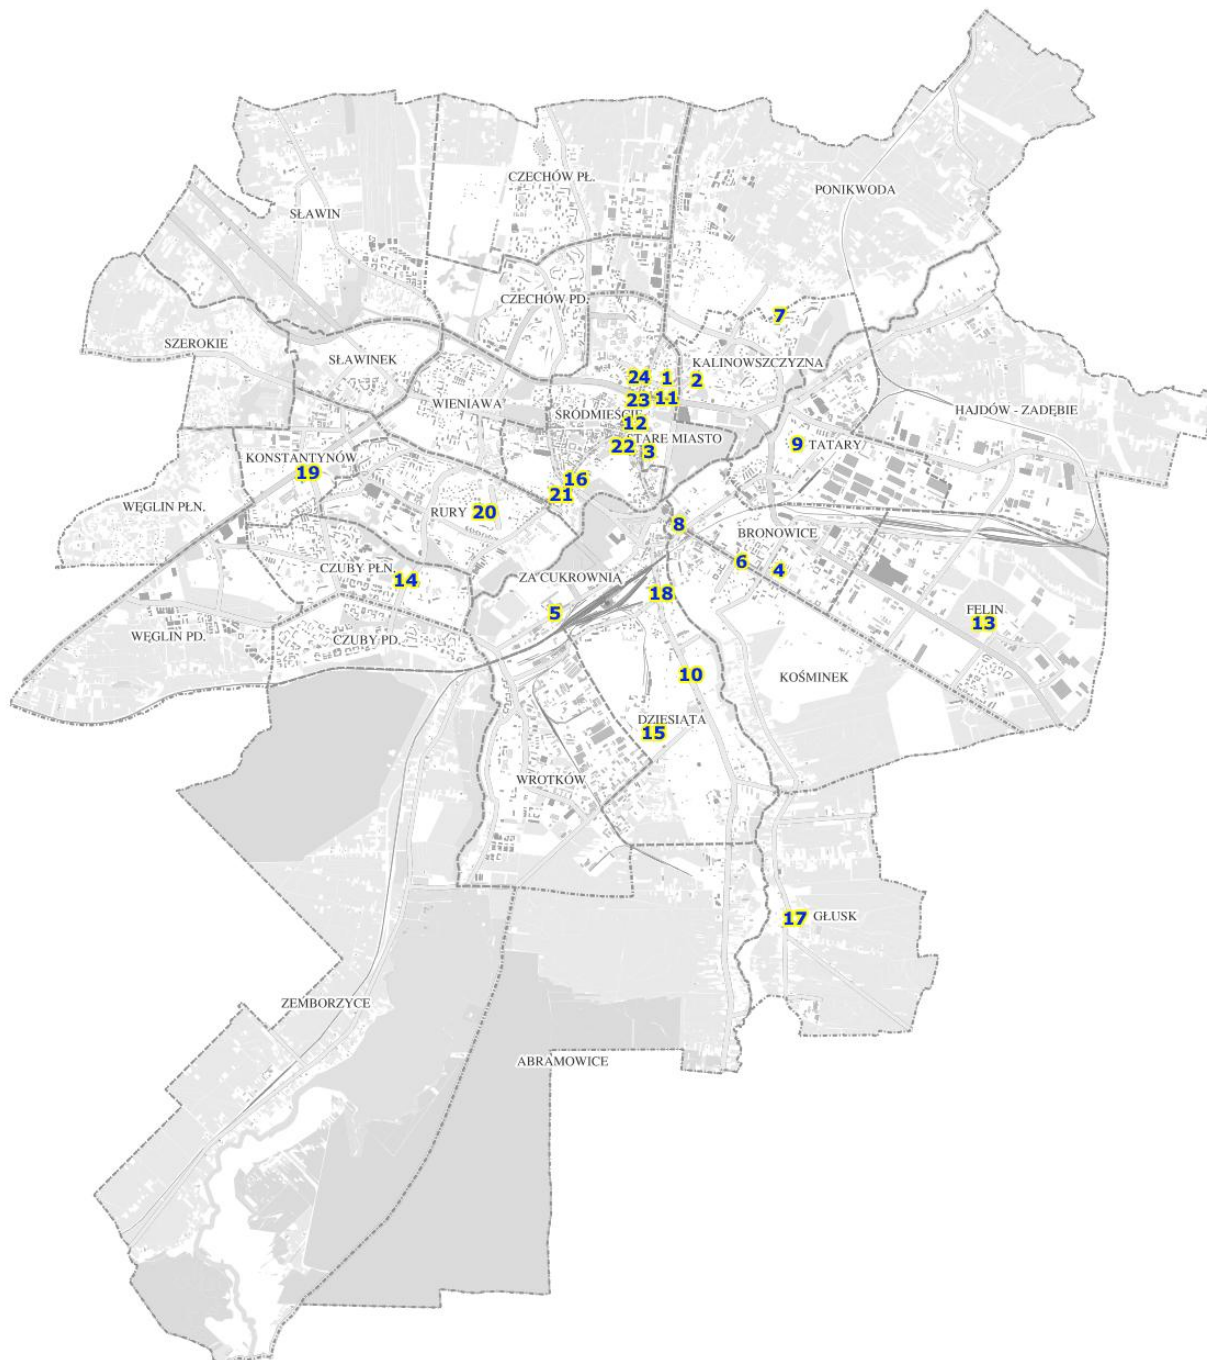 CZECHÓW PŁ.
PONIKWODA
SŁAWIN
CZECHÓW PD.
7
SZEROKIE
SŁAWINEK
KALINOWSZCZYZNA
24
1
2
WIENIAWA
23
11
HAJDÓW - ZADĘBIE
ŚRÓDMIEŚCIE
12
STARE MIASTO
9
TATARY
22
3
KONSTANTYNÓW
19
16
21
WĘGLIN PŁN.
RURY
20
8
BRONOWICE
6
4
CZUBY PŁN.
14
ZA CUKROWNIĄ
18
5
FELIN
13
WĘGLIN PD.
CZUBY PD.
10
KOŚMINEK
DZIESIĄTA
15
WROTKÓW
17
GŁUSK
ZEMBORZYCE
ABRAMOWICE